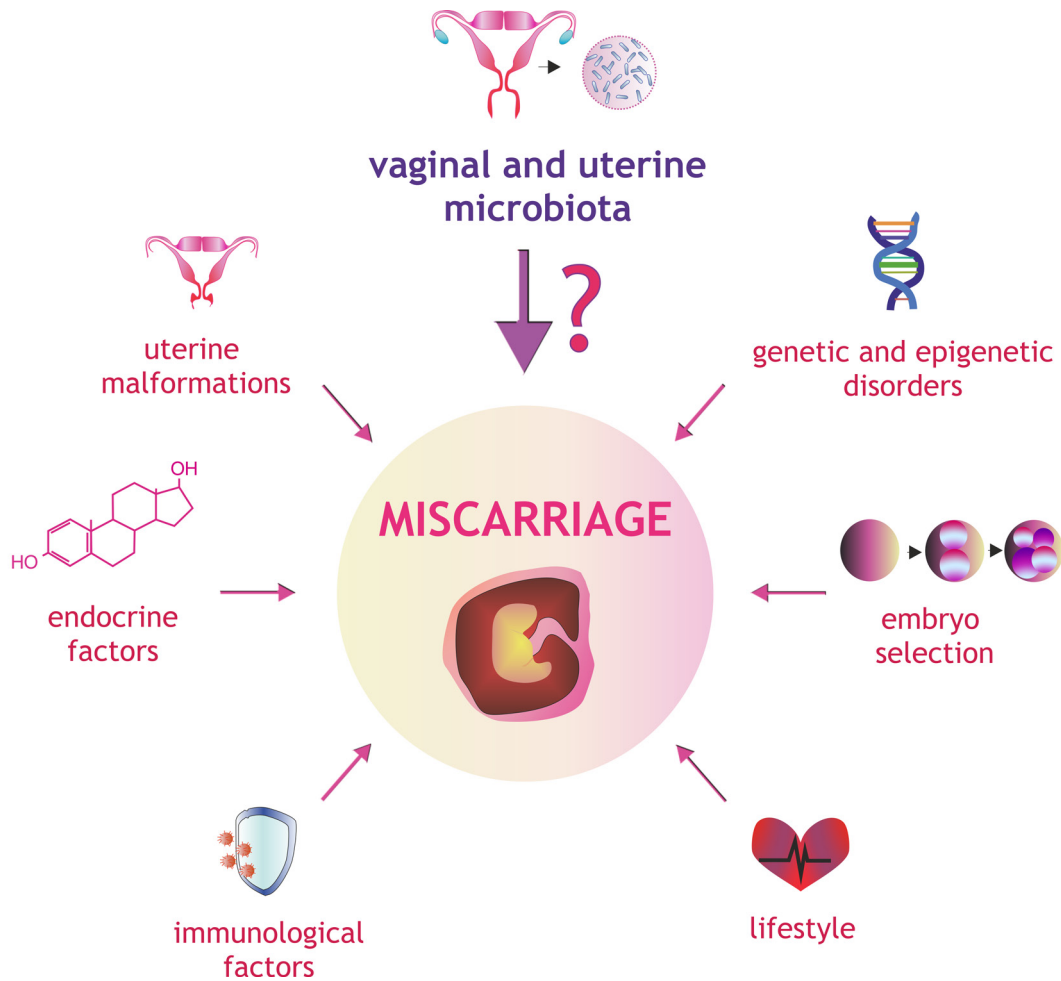 vaginal and uterine
microbiota
?
uterine
malformations
genetic and epigenetic
disorders
MISCARRIAGE
OH
HO
endocrine
factors
embryo
selection
immunological
factors
lifestyle